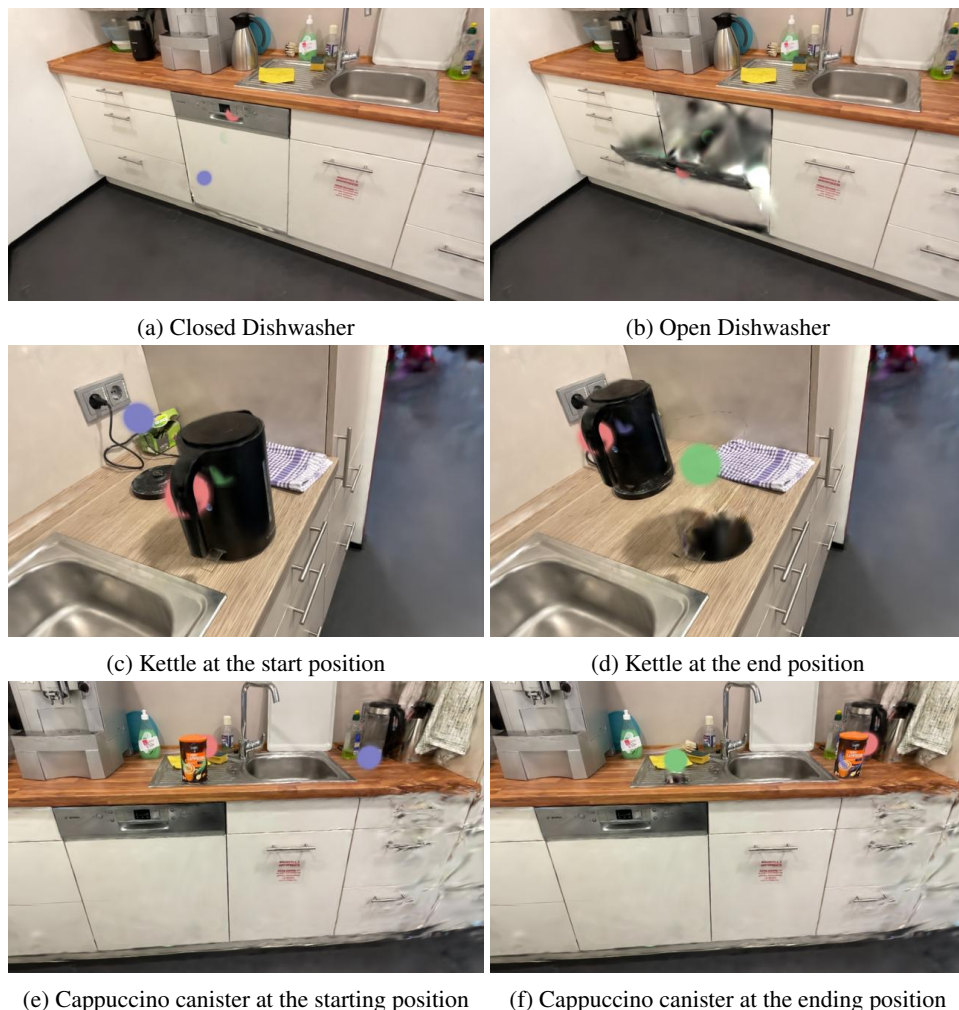 (a) Closed Dishwasher
(b) Open Dishwasher
(c) Kettle at the start position
(d) Kettle at the end position
(e) Cappuccino canister at the starting position
(f) Cappuccino canister at the ending position